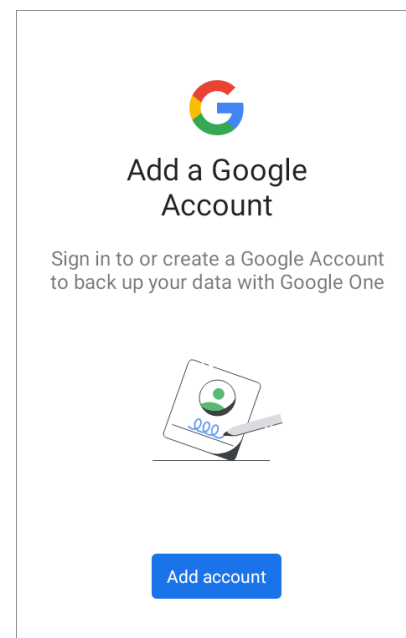 Add a Google
Account
Sign in to or create a Google Account
to back up your data with Google One
Add account